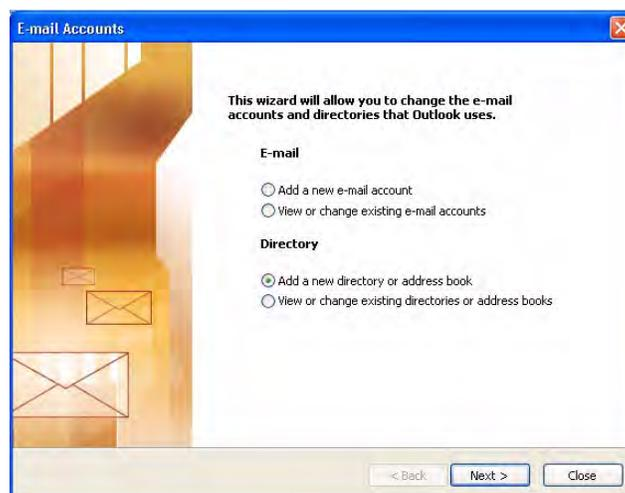 E-mail Accounts
This wizard will allow you to change the e-mail
accounts and directories that Outlook uses.
E-mail
Add a new e-mail account
View or change existing e-mail accounts
Directory
Add a new directory or address book
View or change existing directories or address books
< Back Next > Close